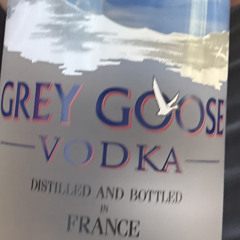 GREY GOOSE
VODKA
DISTILLED AND BOTTLED
IN
FRANCE